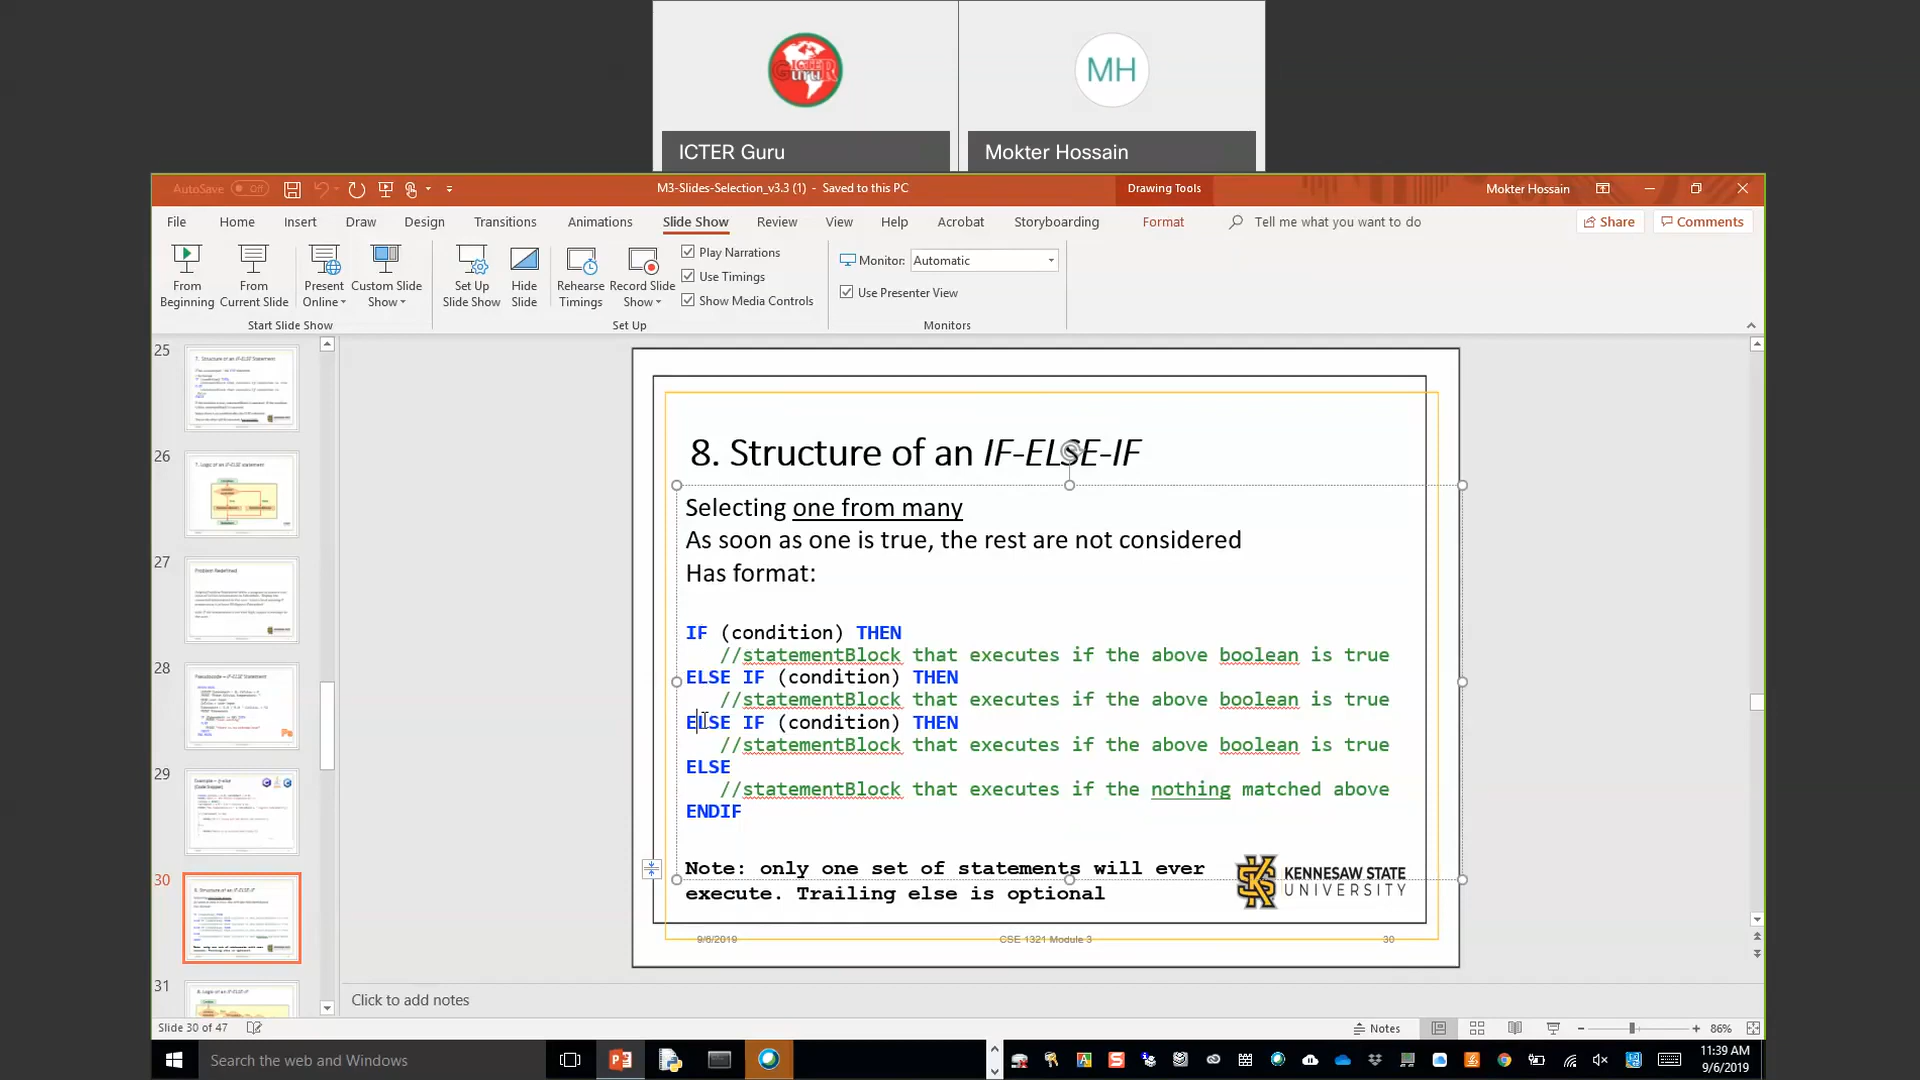 ICTER Guru
MH
Mokter Hossain
AutoSave Off
M3-Slides-Selection_v3.3 (1) - Saved to this PC
Drawing Tools
Mokter Hossain
File Home Insert Draw Design Transitions Animations Slide Show Review View Help Acrobat Storyboarding Format Tell me what you want to do Share Comments
From Beginning
From Current Slide
Present Online
Custom Slide Show
Start Slide Show
Set Up Slide Show
Hide Slide
Rehearse Timings
Record Slide Show
Play Narrations
Use Timings
Show Media Controls
Set Up
Monitor: Automatic
Use Presenter View
Monitors
25
26
27
28
29
30
31
8. Structure of an IF-ELSE-IF
Selecting one from many
As soon as one is true, the rest are not considered
Has format:
IF (condition) THEN
//statementBlock that executes if the above boolean is true
ELSE IF (condition) THEN
//statementBlock that executes if the above boolean is true
ELSE IF (condition) THEN
//statementBlock that executes if the above boolean is true
ELSE
//statementBlock that executes if the nothing matched above
ENDIF
Note: only one set of statements will ever
execute. Trailing else is optional
KENNESAW STATE
UNIVERSITY
9/6/2019 CSE 1321 Module 3 30
Click to add notes
Slide 30 of 47
Notes
86%
Search the web and Windows
11:39 AM
9/6/2019